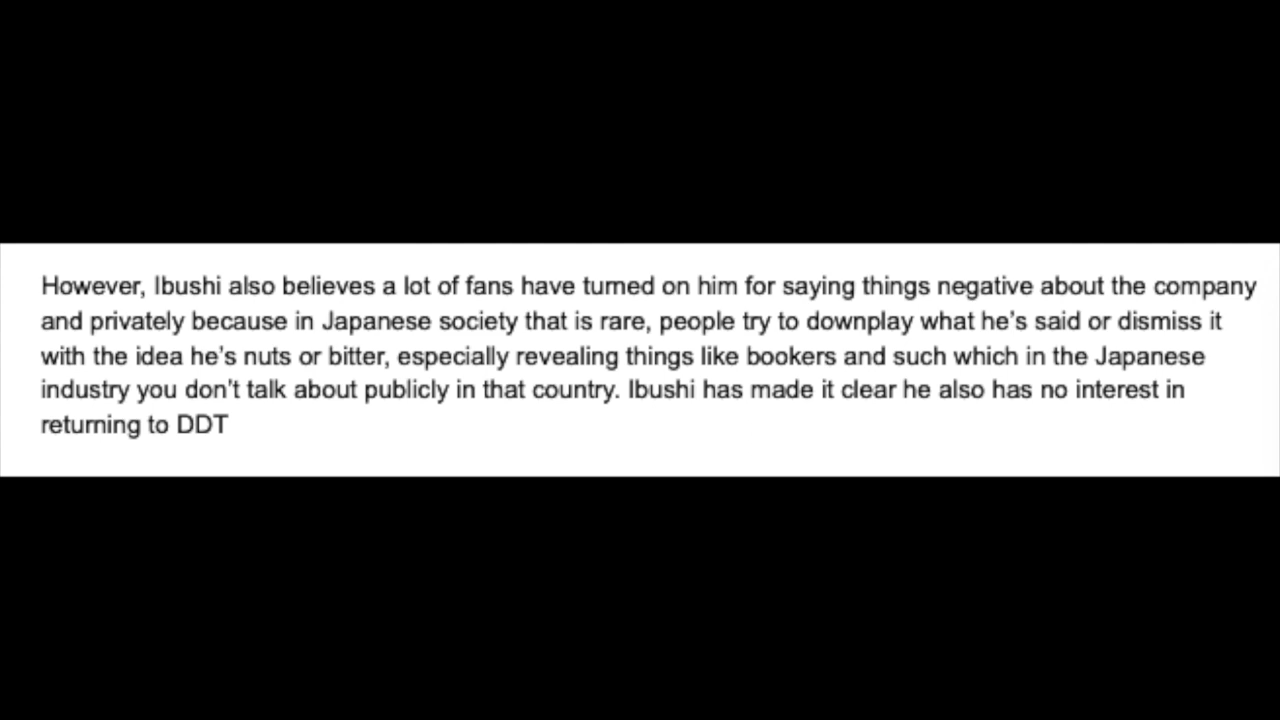 However, Ibushi also believes a lot of fans have turned on him for saying things negative about the company
and privately because in Japanese society that is rare, people try to downplay what he’s said or dismiss it
with the idea he’s nuts or bitter, especially revealing things like bookers and such which in the Japanese
industry you don't talk about publicly in that country. Ibushi has made it clear he also has no interest in
returning to DDT